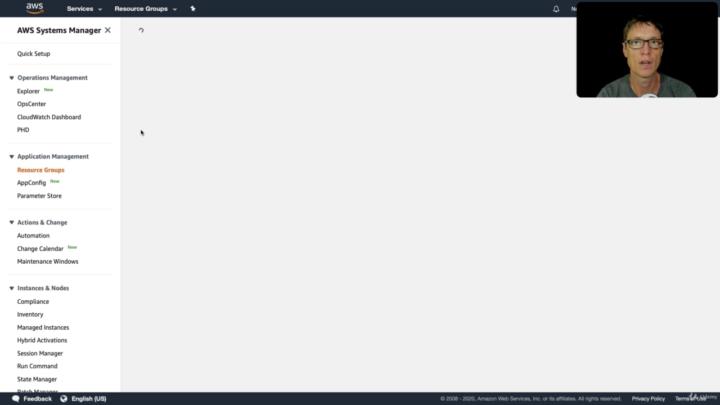 aws
Services
Resource Groups
AWS Systems Manager
Quick Setup
Operations Management
Explorer New
OpsCenter
CloudWatch Dashboard
PHD
Application Management
Resource Groups
AppConfig New
Parameter Store
Actions & Change
Automation
Change Calendar New
Maintenance Windows
Instances & Nodes
Compliance
Inventory
Managed Instances
Hybrid Activations
Session Manager
Run Command
State Manager
Patch Manager
Feedback
English (US)
© 2008 - 2020, Amazon Web Services, Inc. or its affiliates. All rights reserved.
Privacy Policy
Terms of Use